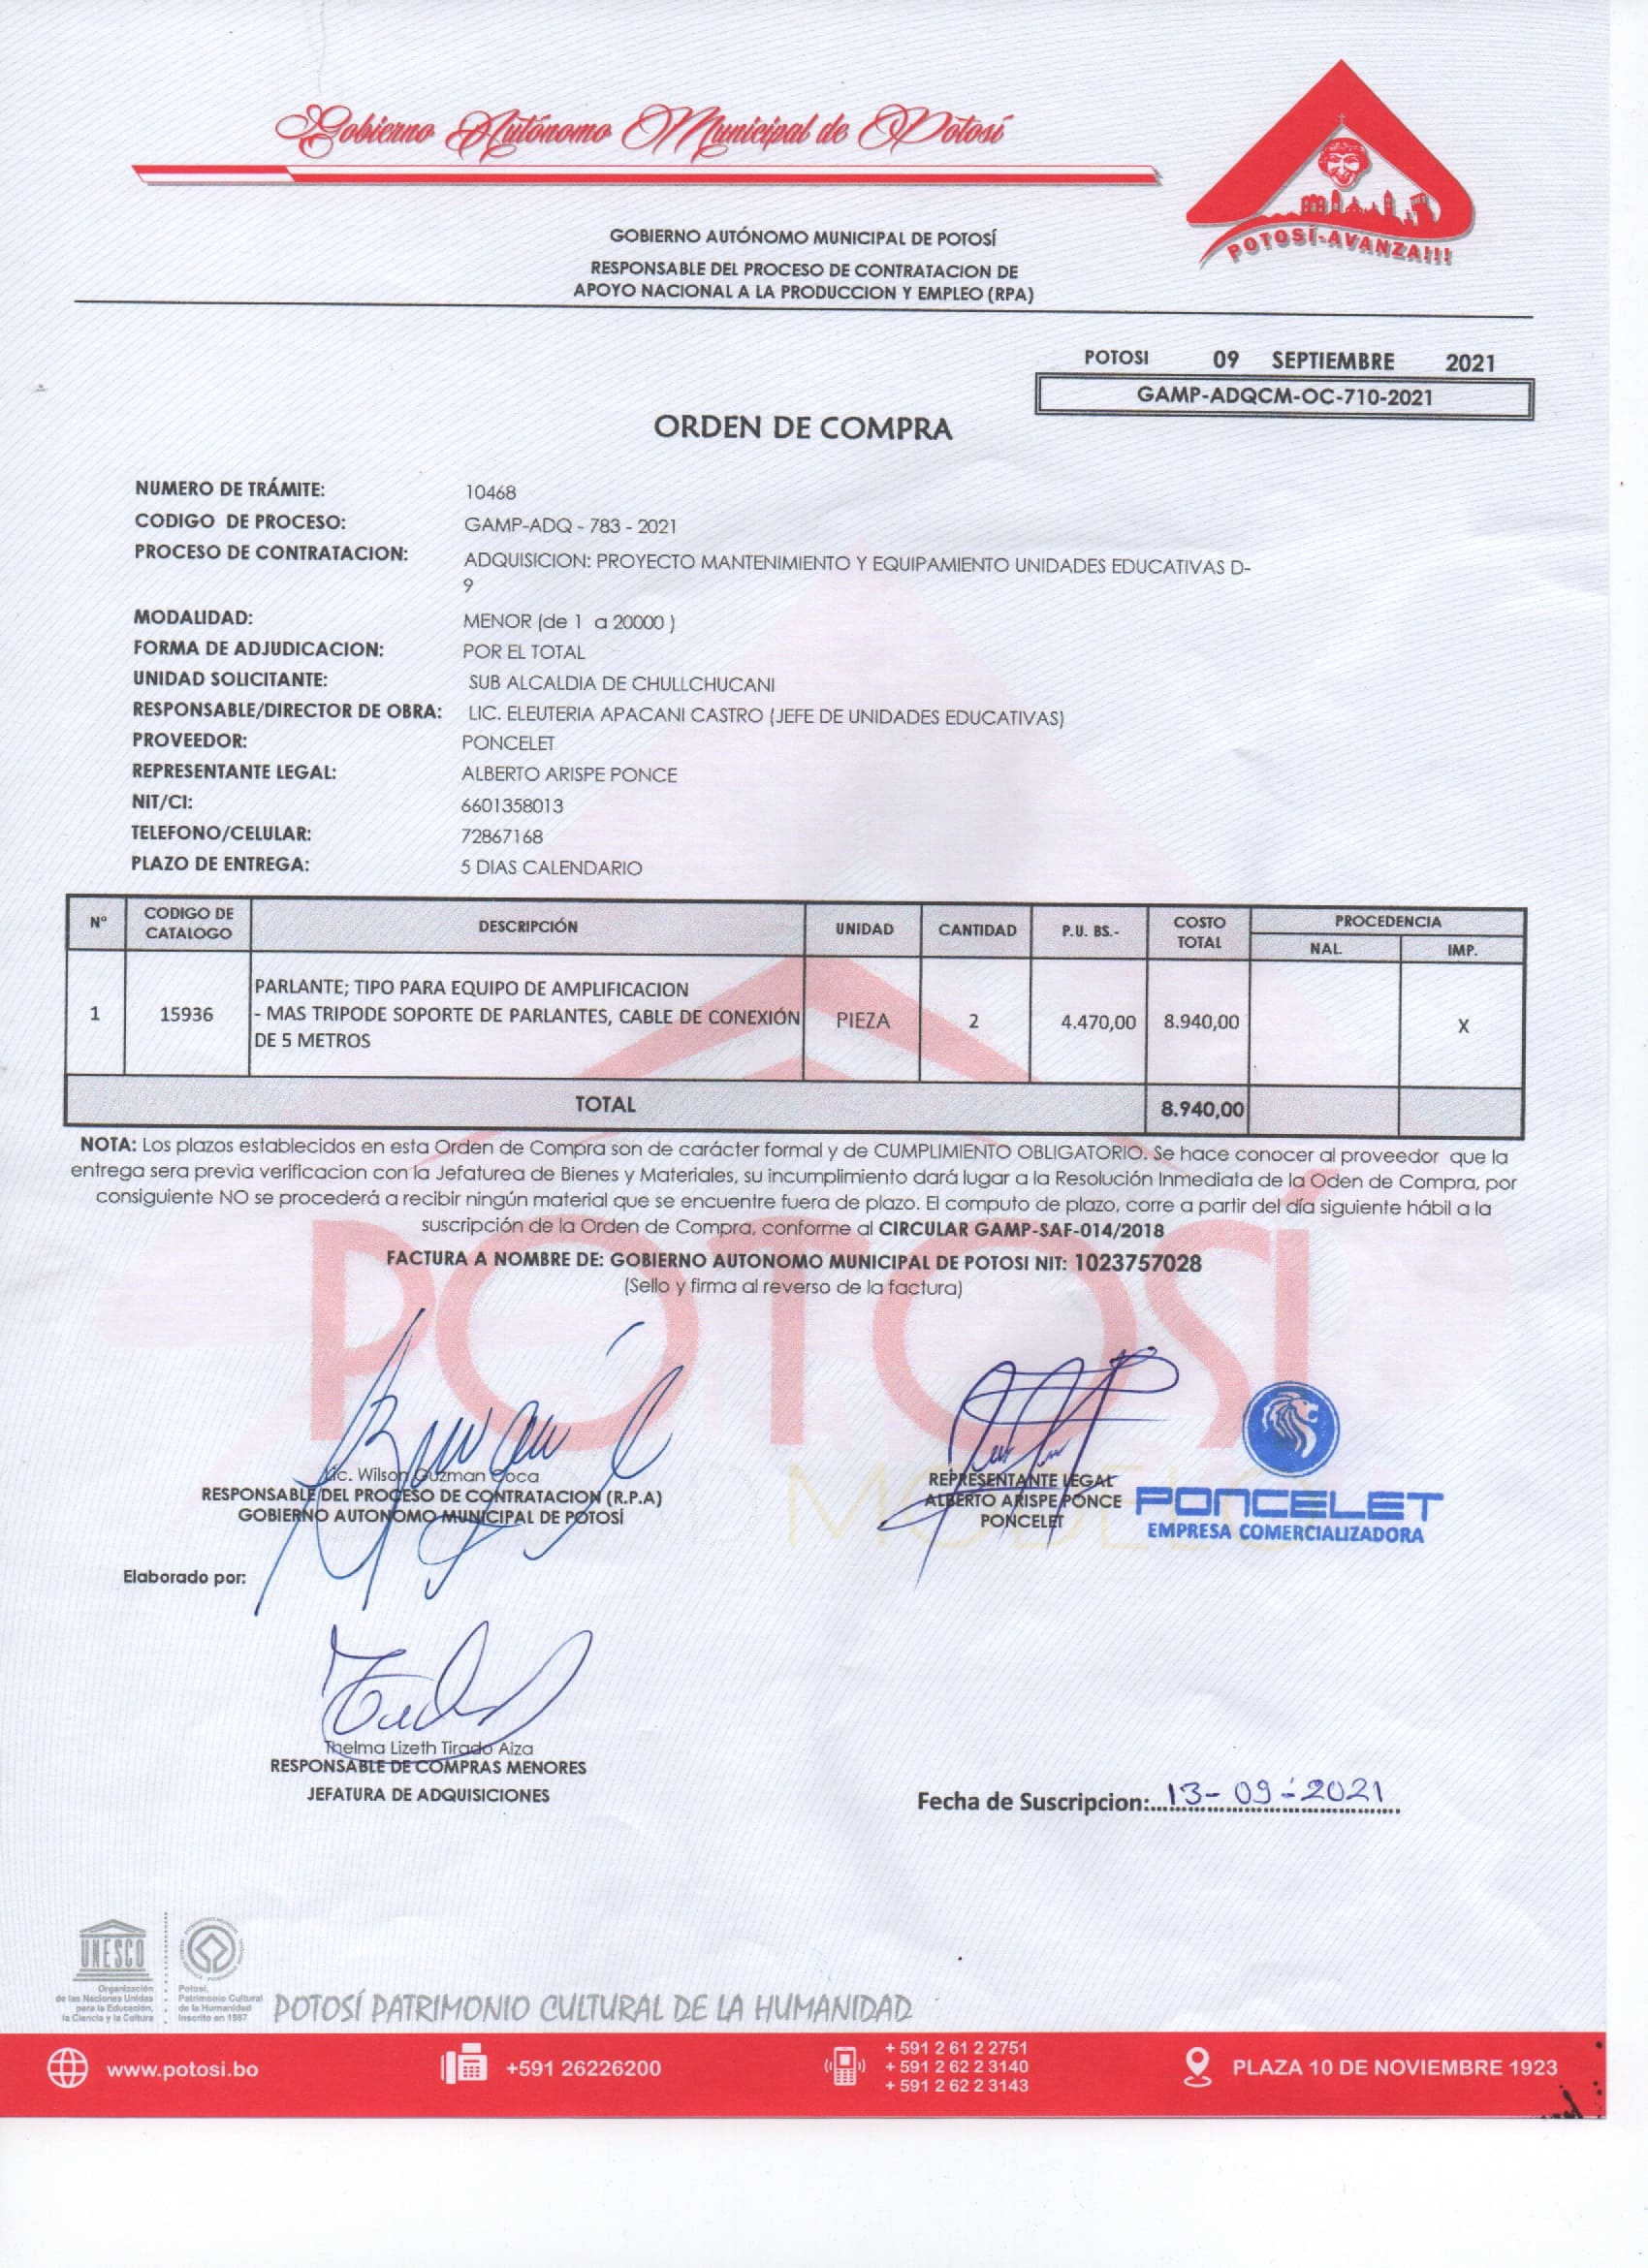 Gobierno Autónomo Municipal de Potosí
POTOSÍ-AVANZA!!!
GOBIERNO AUTÓNOMO MUNICIPAL DE POTOSÍ
RESPONSABLE DEL PROCESO DE CONTRATACION DE
APOYO NACIONAL A LA PRODUCCION Y EMPLEO (RPA)
POTOSI 09 SEPTIEMBRE 2021
GAMP-ADQCM-OC-710-2021
ORDEN DE COMPRA
NUMERO DE TRÁMITE: 10468
CODIGO DE PROCESO: GAMP-ADQ - 783 - 2021
PROCESO DE CONTRATACION: ADQUISICION: PROYECTO MANTENIMIENTO Y EQUIPAMIENTO UNIDADES EDUCATIVAS D-
9
MODALIDAD: MENOR (de 1 a 20000 )
FORMA DE ADJUDICACION: POR EL TOTAL
UNIDAD SOLICITANTE: SUB ALCALDIA DE CHULLCHUCANI
RESPONSABLE/DIRECTOR DE OBRA: LIC. ELEUTERIA APACANI CASTRO (JEFE DE UNIDADES EDUCATIVAS)
PROVEEDOR: PONCELET
REPRESENTANTE LEGAL: ALBERTO ARISPE PONCE
NIT/CI: 6601358013
TELEFONO/CELULAR: 72867168
PLAZO DE ENTREGA: 5 DIAS CALENDARIO
N° CODIGO DE CATALOGO DESCRIPCIÓN UNIDAD CANTIDAD P.U. BS.- COSTO TOTAL PROCEDENCIA
NAL. IMP.
PARLANTE; TIPO PARA EQUIPO DE AMPLIFICACION
1 15936 - MAS TRIPODE SOPORTE DE PARLANTES, CABLE DE CONEXIÓN PIEZA 2 4.470,00 8.940,00 X
DE 5 METROS
TOTAL 8.940,00
NOTA: Los plazos establecidos en esta Orden de Compra son de carácter formal y de CUMPLIMIENTO OBLIGATORIO. Se hace conocer al proveedor que la
entrega sera previa verificacion con la Jefaturea de Bienes y Materiales, su incumplimiento dará lugar a la Resolución Inmediata de la Oden de Compra, por
consiguiente NO se procederá a recibir ningún material que se encuentre fuera de plazo. El computo de plazo, corre a partir del día siguiente hábil a la
suscripción de la Orden de Compra, conforme al CIRCULAR GAMP-SAF-014/2018
FACTURA A NOMBRE DE: GOBIERNO AUTONOMO MUNICIPAL DE POTOSI NIT: 1023757028
(Sello y firma al reverso de la factura)
POTOSÍ
MODELO
Lic. Wilson Guzman Coca
RESPONSABLE DEL PROCESO DE CONTRATACION (R.P.A)
GOBIERNO AUTONOMO MUNICIPAL DE POTOSÍ
REPRESENTANTE LEGAL
ALBERTO ARISPE PONCE
PONCELET
PONCELET
EMPRESA COMERCIALIZADORA
Elaborado por:
Thelma Lizeth Tirado Aiza
RESPONSABLE DE COMPRAS MENORES
JEFATURA DE ADQUISICIONES
Fecha de Suscripcion: 13-09-2021
UNESCO
Organización
de las Naciones Unidas
para la Educación,
la Ciencia y la Cultura
Potosí,
Patrimonio Cultural
de la Humanidad
inscrito en 1987
POTOSÍ PATRIMONIO CULTURAL DE LA HUMANIDAD
www.potosi.bo
+591 26226200
+ 591 2 61 2 2751
+ 591 2 62 2 3140
+ 591 2 62 2 3143
PLAZA 10 DE NOVIEMBRE 1923